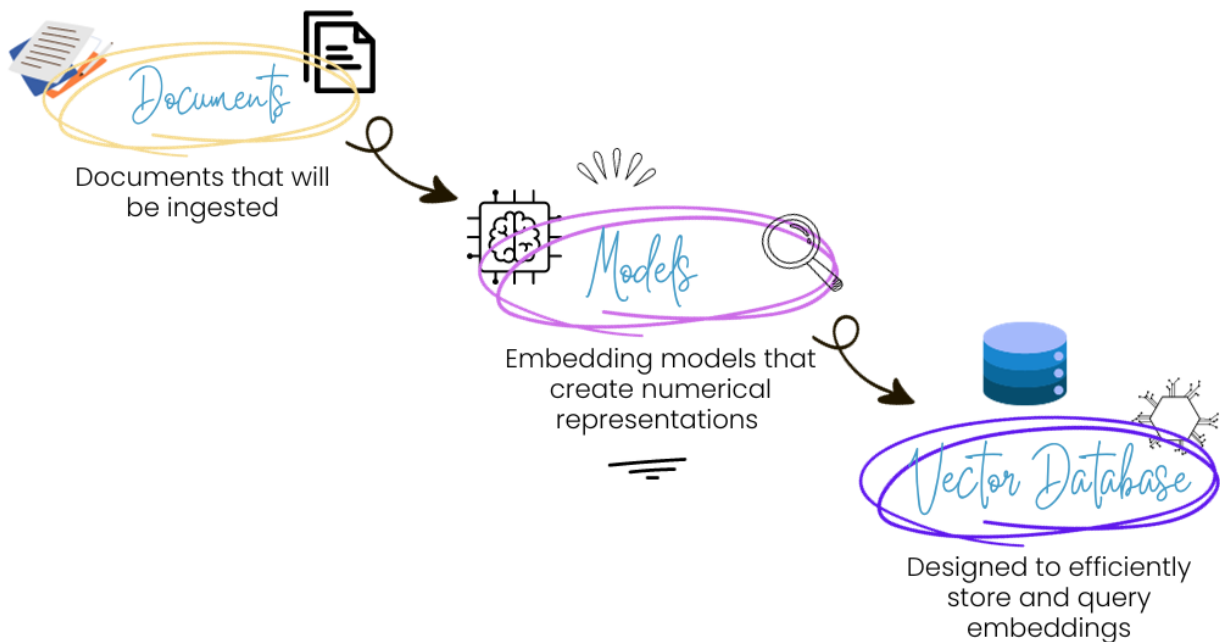 Documents
Documents that will
be ingested
Models
Embedding models that
create numerical
representations
Vector Database
Designed to efficiently
store and query
embeddings